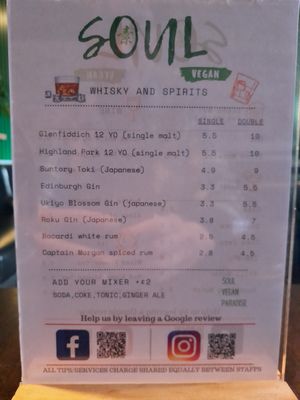 SOUL
VEGAN
WHISKY AND SPIRITS
SINGLE DOUBLE
Glenfiddich 12 YO (single malt) 5.5 10
Highland Park 12 YO (single malt) 5.5 10
Suntory Toki (Japanese) 4.9 9
Edinburgh Gin 3.3 5.5
Ukiyo Blossom Gin (japanese) 3.3 5.5
Roku Gin (Japanese) 3.8 7
Bacardi white rum 2.5 4.5
Captain Morgan spiced rum 2.8 4.5
ADD YOUR MIXER +£2
SODA,COKE,TONIC,GINGER ALE
SOUL
VEGAN
PARADISE
Help us by leaving a Google review
ALL TIPS/SERVICES CHARGE SHARED EQUALLY BETWEEN STAFFS